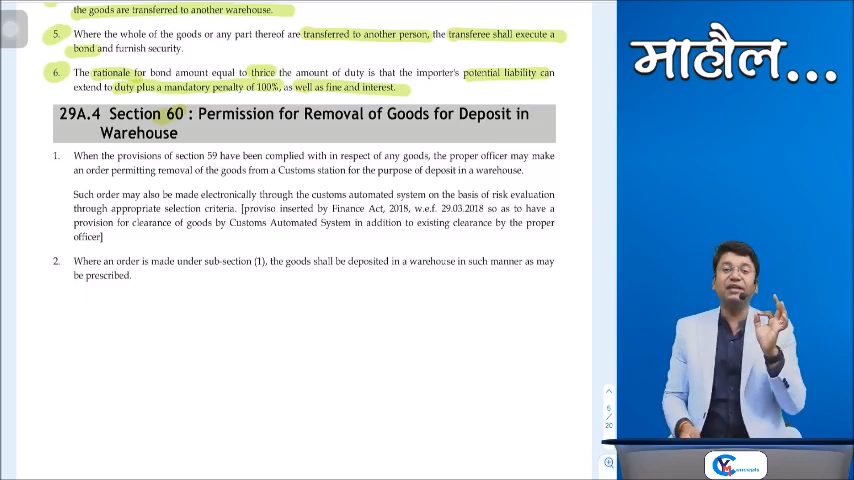 the goods are transferred to another warehouse.
5. Where the whole of the goods or any part thereof are transferred to another person, the transferee shall execute a
bond and furnish security.
6. The rationale for bond amount equal to thrice the amount of duty is that the importer's potential liability can
extend to duty plus a mandatory penalty of 100%, as well as fine and interest.
29A.4 Section 60 : Permission for Removal of Goods for Deposit in
Warehouse
1. When the provisions of section 59 have been complied with in respect of any goods, the proper officer may make
an order permitting removal of the goods from a Customs station for the purpose of deposit in a warehouse.
Such order may also be made electronically through the customs automated system on the basis of risk evaluation
through appropriate selection criteria. [proviso inserted by Finance Act, 2018, w.e.f. 29.03.2018 so as to have a
provision for clearance of goods by Customs Automated System in addition to existing clearance by the proper
officer]
2. Where an order is made under sub-section (1), the goods shall be deposited in a warehouse in such manner as may
be prescribed.
माहौल...
6
/
20
YM
Concepts